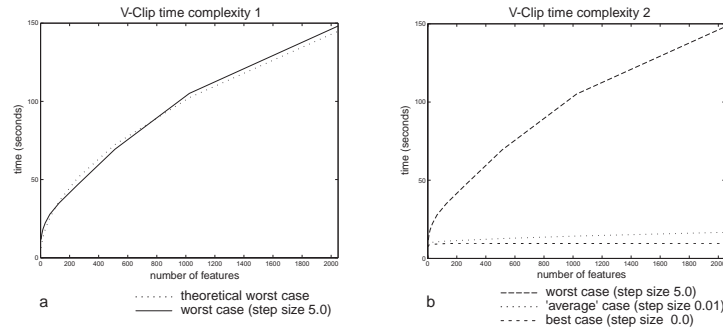 V-Clip time complexity 1
150
100
50
0
0 200 400 600 800 1000 1200 1400 1600 1800 2000
time (seconds)
number of features
a
theoretical worst case
worst case (step size 5.0)
V-Clip time complexity 2
150
100
50
0
0 200 400 600 800 1000 1200 1400 1600 1800 2000
time (seconds)
number of features
b
worst case (step size 5.0)
'average' case (step size 0.01)
best case (step size 0.0)